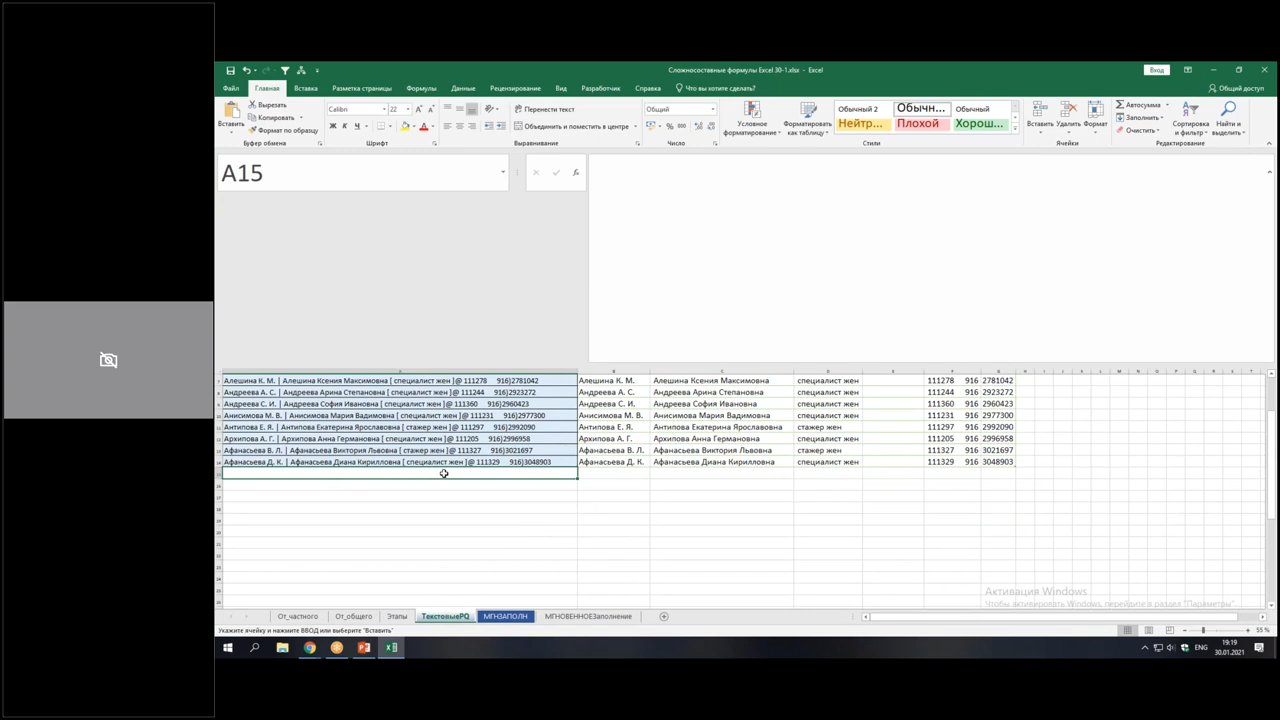 Сложносоставные формулы Excel 30-1.xlsx - Excel
Вход
Файл Главная Вставка Разметка страницы Формулы Данные Рецензирование Вид Разработчик Справка Что вы хотите сделать? Общий доступ
Вставить
Вырезать
Копировать
Формат по образцу
Буфер обмена
Calibri 22
Ж К Ч
Шрифт
Перенести текст
Объединить и поместить в центре
Выравнивание
Общий
Число
Условное форматирование
Форматировать как таблицу
Обычный 2 Обычн... Обычный
Нейтр... Плохой Хорош...
Стили
Вставить Удалить Формат
Ячейки
Автосумма
Заполнить
Очистить
Сортировка и фильтр
Найти и выделить
Редактирование
A15
Алешина К. М. | Алешина Ксения Максимовна [ специалист жен ]@ 111278 916)2781042 Алешина К. М. Алешина Ксения Максимовна специалист жен 111278 916 2781042
Андреева А. С. | Андреева Арина Степановна [ специалист жен ]@ 111244 916)2923272 Андреева А. С. Андреева Арина Степановна специалист жен 111244 916 2923272
Андреева С. И. | Андреева София Ивановна [ специалист жен ]@ 111360 916)2960423 Андреева С. И. Андреева София Ивановна специалист жен 111360 916 2960423
Анисимова М. В. | Анисимова Мария Вадимовна [ специалист жен ]@ 111231 916)2977300 Анисимова М. В. Анисимова Мария Вадимовна специалист жен 111231 916 2977300
Антипова Е. Я. | Антипова Екатерина Ярославовна [ стажер жен ]@ 111297 916)2992090 Антипова Е. Я. Антипова Екатерина Ярославовна стажер жен 111297 916 2992090
Архипова А. Г. | Архипова Анна Германовна [ специалист жен ]@ 111205 916)2996958 Архипова А. Г. Архипова Анна Германовна специалист жен 111205 916 2996958
Афанасьева В. Л. | Афанасьева Виктория Львовна [ стажер жен ]@ 111327 916)3021697 Афанасьева В. Л. Афанасьева Виктория Львовна стажер жен 111327 916 3021697
Афанасьева Д. К. | Афанасьева Диана Кирилловна [ специалист жен ]@ 111329 916)3048903 Афанасьева Д. К. Афанасьева Диана Кирилловна специалист жен 111329 916 3048903
Активация Windows
Чтобы активировать Windows, перейдите в раздел "Параметры".
От_частного От_общего Этапы ТекстовыеPQ МГНЗАПОЛН МГНОВЕННОЕЗаполнение
Укажите ячейку и нажмите ВВОД или выберите "Вставить"
55 %
ENG
19:19
30.01.2021